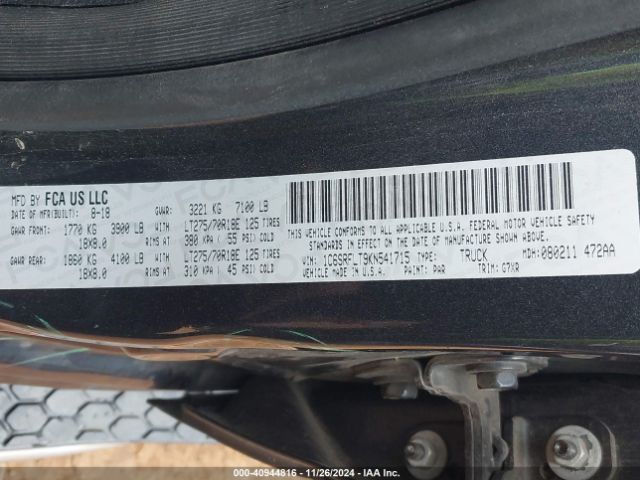 MFD BY FCA US LLC
DATE OF MFR(BUILT): 8-18 GVWR: 3221 KG 7100 LB
GAWR FRONT: 1770 KG 3900 LB WITH LT275/70R18E 125 TIRES
18X8.0 RIMS AT 380 KPA ( 55 PSI) COLD
GAWR REAR: 1860 KG 4100 LB WITH LT275/70R18E 125 TIRES
18X8.0 RIMS AT 310 KPA ( 45 PSI) COLD
THIS VEHICLE CONFORMS TO ALL APPLICABLE U.S.A. FEDERAL MOTOR VEHICLE SAFETY
STANDARDS IN EFFECT ON THE DATE OF MANUFACTURE SHOWN ABOVE.
VIN: 1C6SRFLT9KN541715 TYPE: TRUCK MDH: 080211 472AA
VEHICLE MADE IN U.S.A. PAINT: PAR TRIM: G7XR
000-40944816 - 11/26/2024 - IAA Inc.